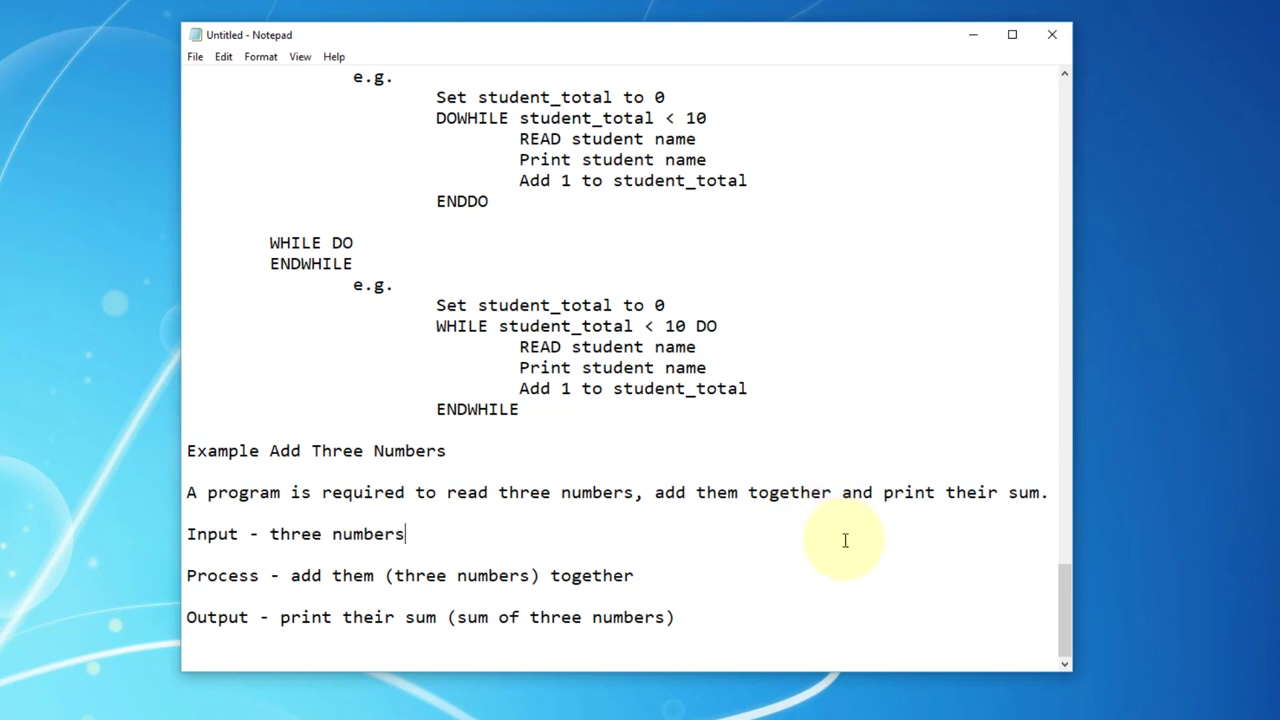 Untitled - Notepad
File Edit Format View Help
e.g.
Set student_total to 0
DOWHILE student_total < 10
READ student name
Print student name
Add 1 to student_total
ENDDO
WHILE DO
ENDWHILE
e.g.
Set student_total to 0
WHILE student_total < 10 DO
READ student name
Print student name
Add 1 to student_total
ENDWHILE
Example Add Three Numbers
A program is required to read three numbers, add them together and print their sum.
Input - three numbers
Process - add them (three numbers) together
Output - print their sum (sum of three numbers)